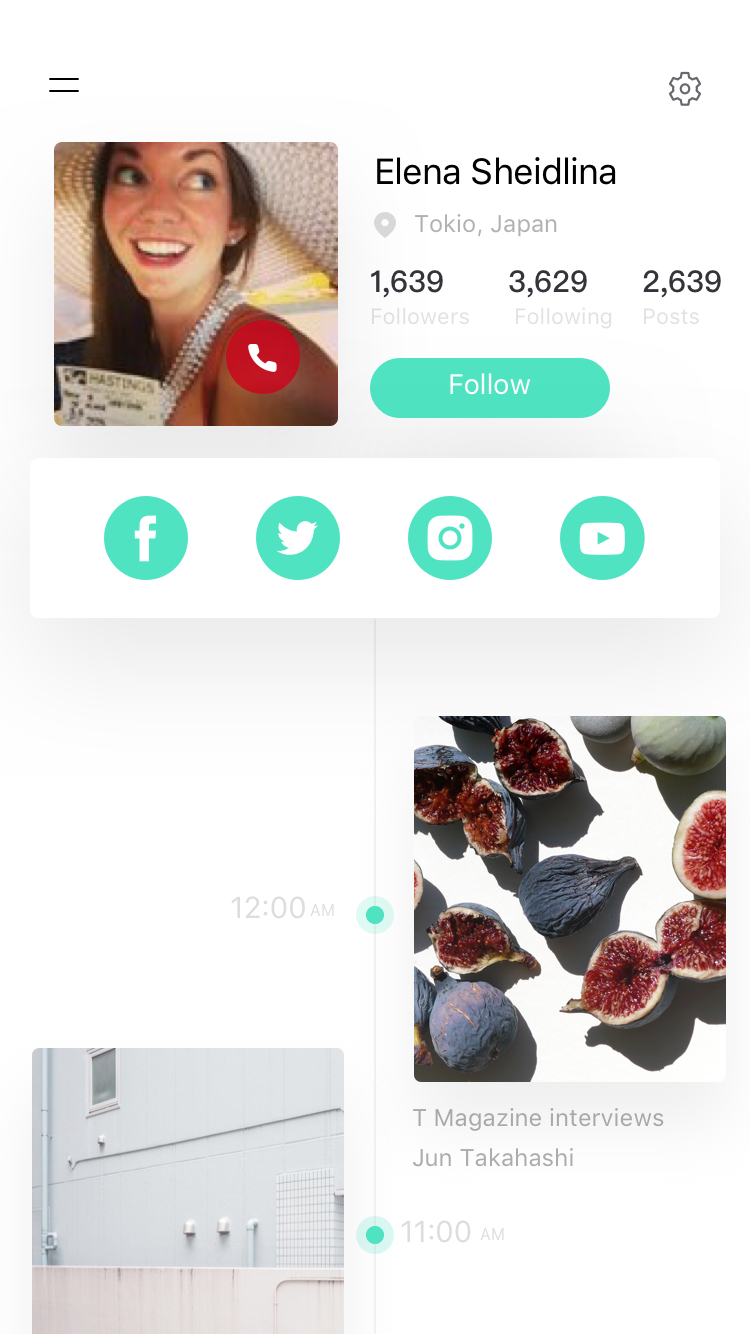 Elena Sheidlina
Tokio, Japan
1,639 3,629 2,639
Followers Following Posts
HASTINGS
Follow
12:00 AM
T Magazine interviews
Jun Takahashi
11:00 AM